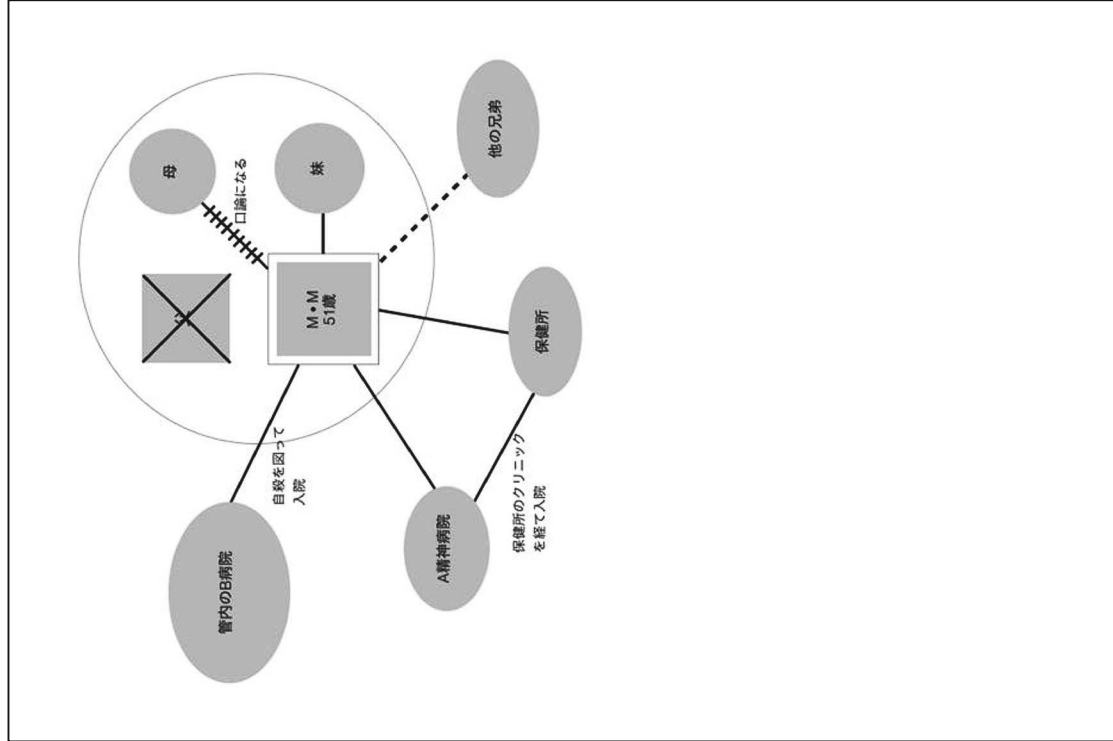 管内のB病院
自殺を図って
入院
父
母
口論になる
M・M
51歳
妹
A精神病院
保健所のクリニック
を経て入院
保健所
他の兄弟